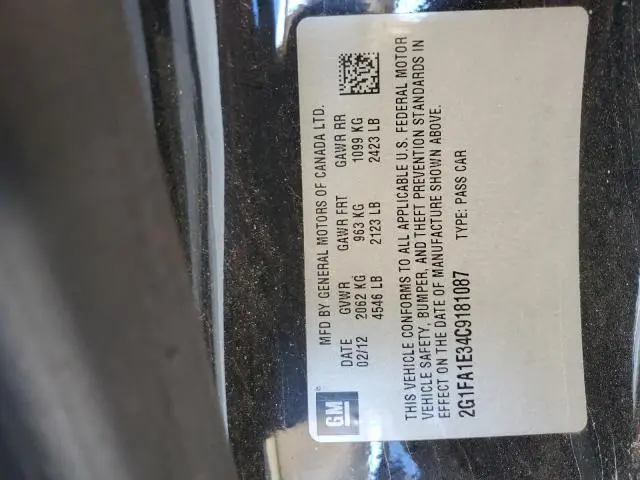 GM
MFD BY GENERAL MOTORS OF CANADA LTD.
DATE GVWR GAWR FRT GAWR RR
02/12 2062 KG 963 KG 1099 KG
4546 LB 2123 LB 2423 LB
THIS VEHICLE CONFORMS TO ALL APPLICABLE U.S. FEDERAL MOTOR
VEHICLE SAFETY, BUMPER, AND THEFT PREVENTION STANDARDS IN
EFFECT ON THE DATE OF MANUFACTURE SHOWN ABOVE.
2G1FA1E34C9181087 TYPE: PASS CAR